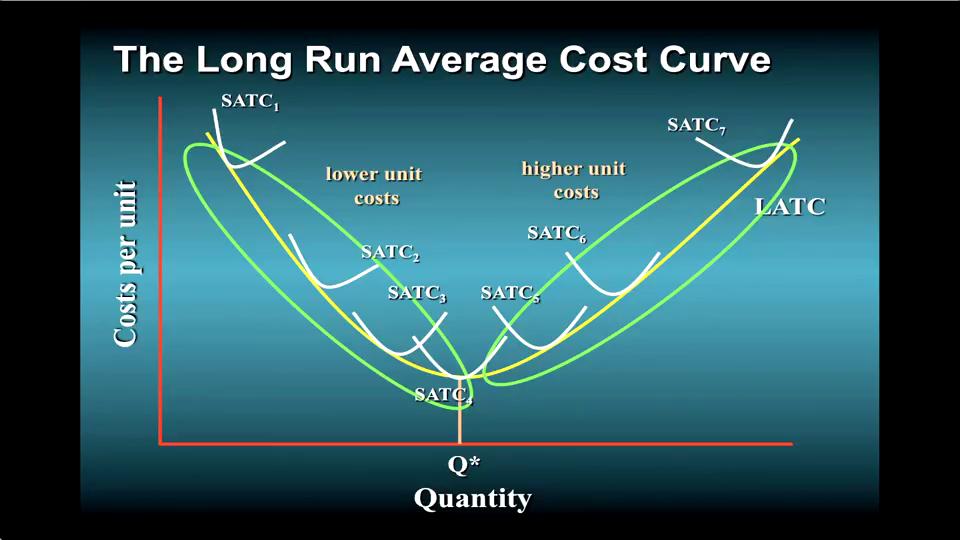 The Long Run Average Cost Curve
SATC₁
SATC₇
lower unit
costs
higher unit
costs
LATC
SATC₆
SATC₂
SATC₃
SATC₅
SATC₄
Costs per unit
Q*
Quantity